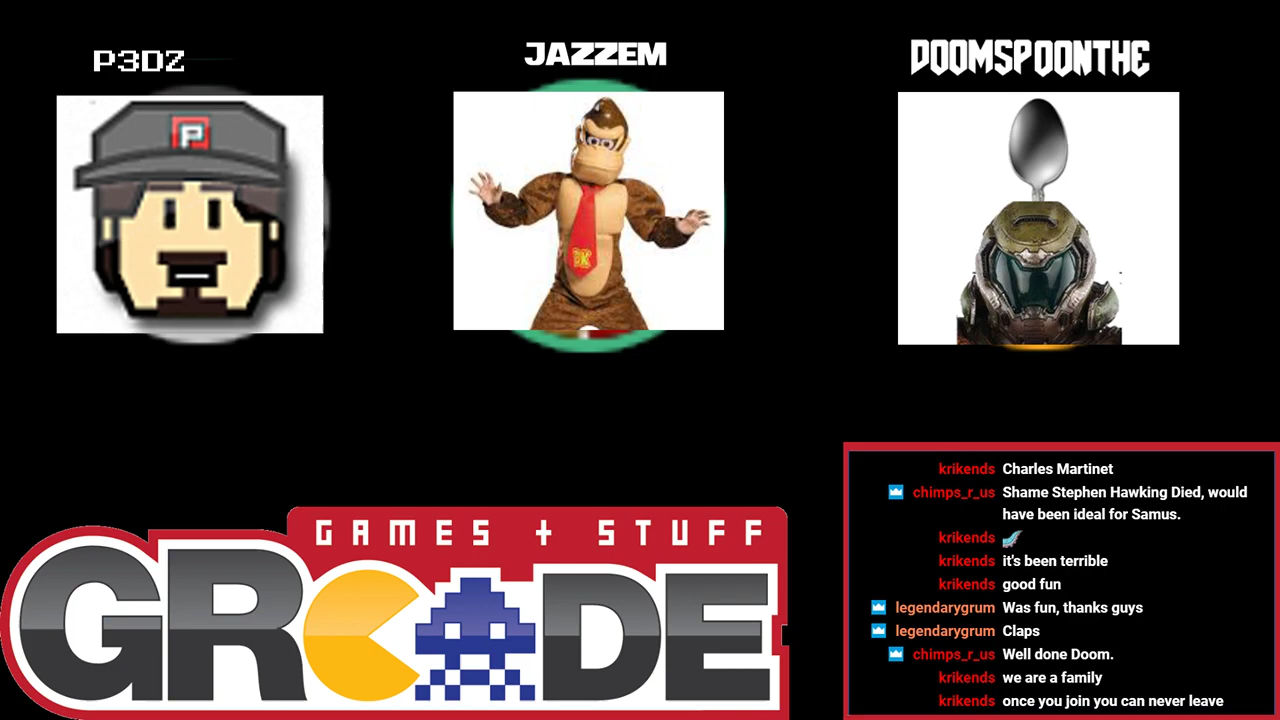 P3DZ
JAZZEM
DOOMSPOONTHE
P
DK
GAMES + STUFF
GRCADE
krikends Charles Martinet
chimps_r_us Shame Stephen Hawking Died, would
have been ideal for Samus.
krikends
krikends it's been terrible
krikends good fun
legendarygrum Was fun, thanks guys
legendarygrum Claps
chimps_r_us Well done Doom.
krikends we are a family
krikends once you join you can never leave